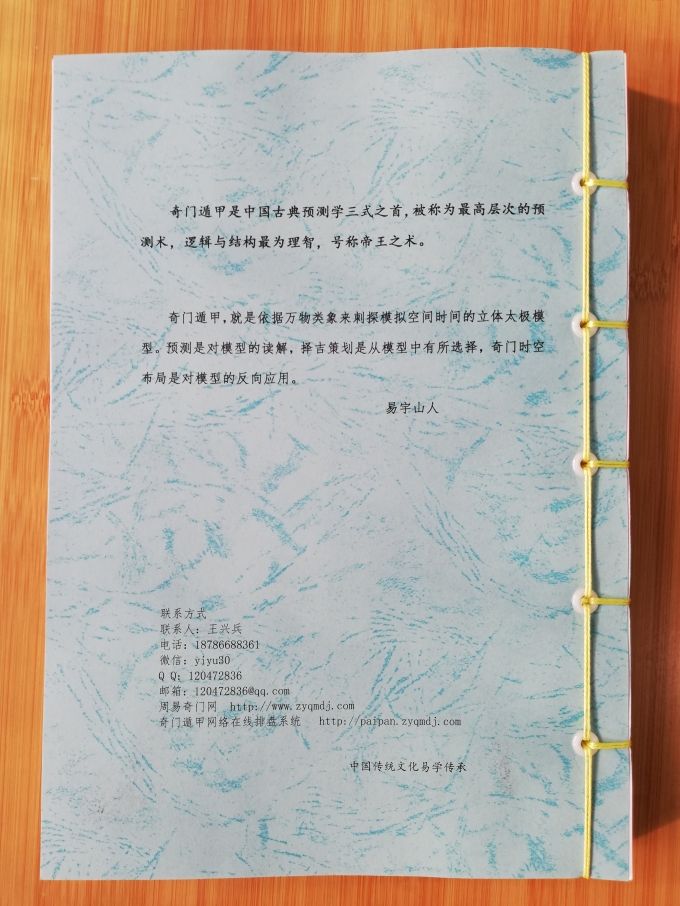 奇门遁甲是中国古典预测学三式之首，被称为最高层次的预
测术，逻辑与结构最为理智，号称帝王之术。
奇门遁甲，就是依据万物类象来刺探模拟空间时间的立体太极模
型。预测是对模型的读解，择吉策划是从模型中有所选择，奇门时空
布局是对模型的反向应用。
易宇山人
联系方式
联系人：王兴兵
电话：18786688361
微信：yiyu30
Q Q：120472836
邮箱：120472836@qq.com
周易奇门网 http://www.zyqmdj.com
奇门遁甲网络在线排盘系统 http://paipan.zyqmdj.com
中国传统文化易学传承